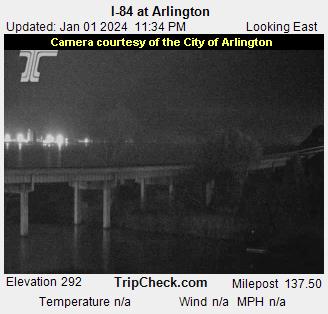 I-84 at Arlington
Updated: Jan 01 2024 11:34 PM Looking East
Camera courtesy of the City of Arlington
Elevation 292 TripCheck.com Milepost 137.50
Temperature n/a Wind n/a MPH n/a